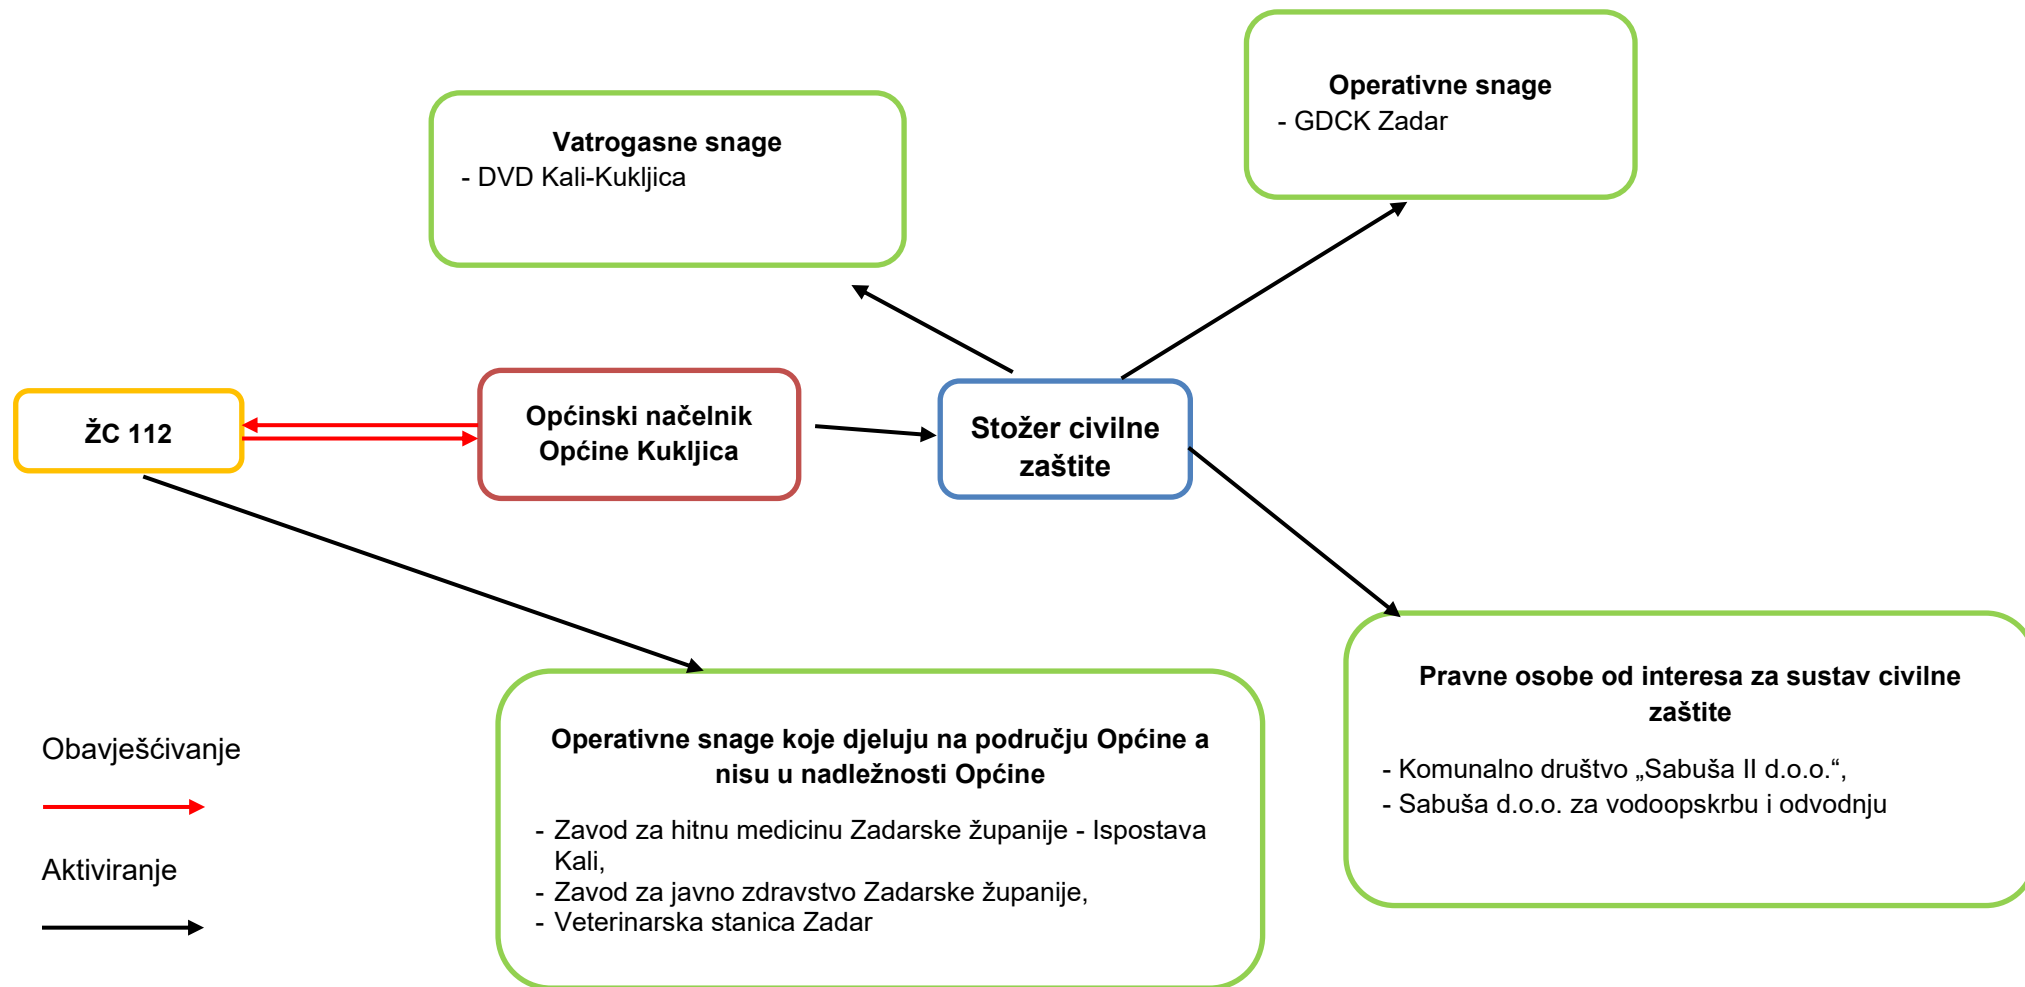 Operativne snage
- GDCK Zadar
Vatrogasne snage
- DVD Kali-Kukljica
ŽC 112
Općinski načelnik
Općine Kukljica
Stožer civilne
zaštite
Pravne osobe od interesa za sustav civilne
zaštite
- Komunalno društvo „Sabuša II d.o.o.“,
- Sabuša d.o.o. za vodoopskrbu i odvodnju
Operativne snage koje djeluju na području Općine a
nisu u nadležnosti Općine
- Zavod za hitnu medicinu Zadarske županije - Ispostava
Kali,
- Zavod za javno zdravstvo Zadarske županije,
- Veterinarska stanica Zadar
Obavješćivanje
Aktiviranje